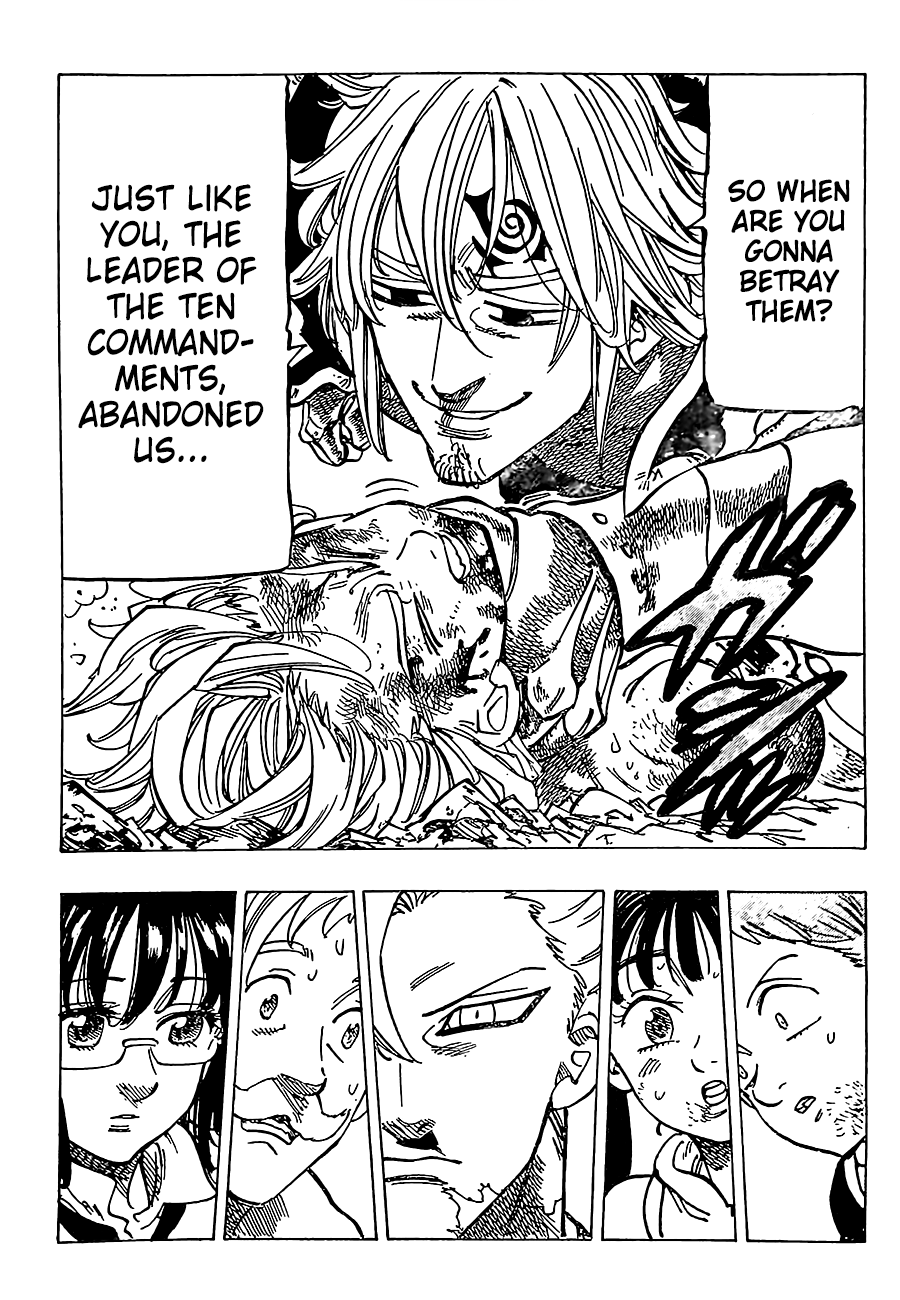 SO WHEN
ARE YOU
GONNA
BETRAY
THEM?
JUST LIKE
YOU, THE
LEADER OF
THE TEN
COMMAND-
MENTS,
ABANDONED
US...